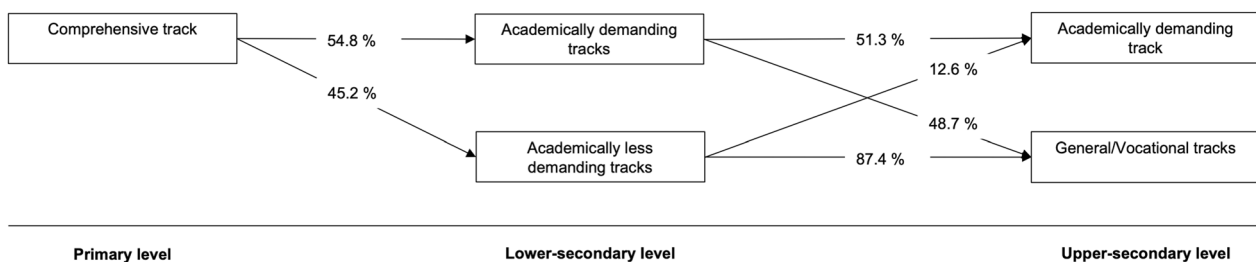 Comprehensive track
54.8 %
45.2 %
Academically demanding
tracks
Academically less
demanding tracks
51.3 %
12.6 %
48.7 %
87.4 %
Academically demanding
track
General/Vocational tracks
Primary level
Lower-secondary level
Upper-secondary level